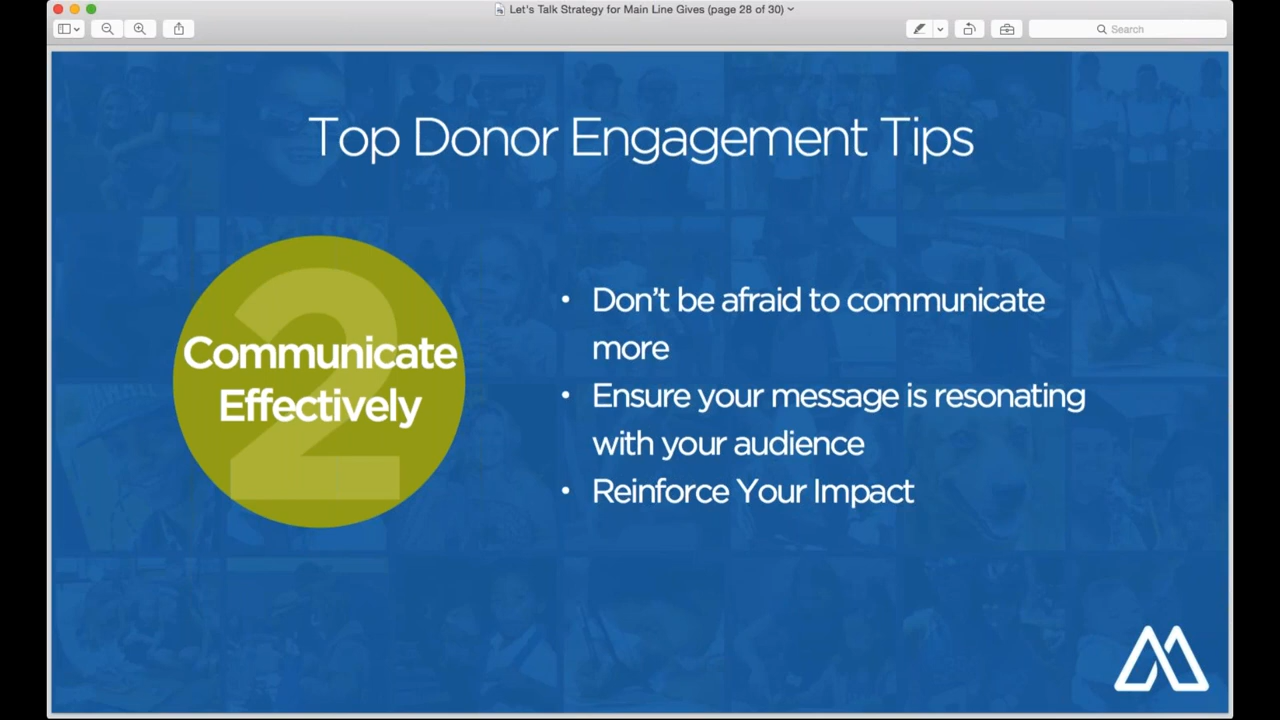 Let's Talk Strategy for Main Line Gives (page 28 of 30)
Search
Top Donor Engagement Tips
2
Communicate
Effectively
• Don't be afraid to communicate
more
• Ensure your message is resonating
with your audience
• Reinforce Your Impact